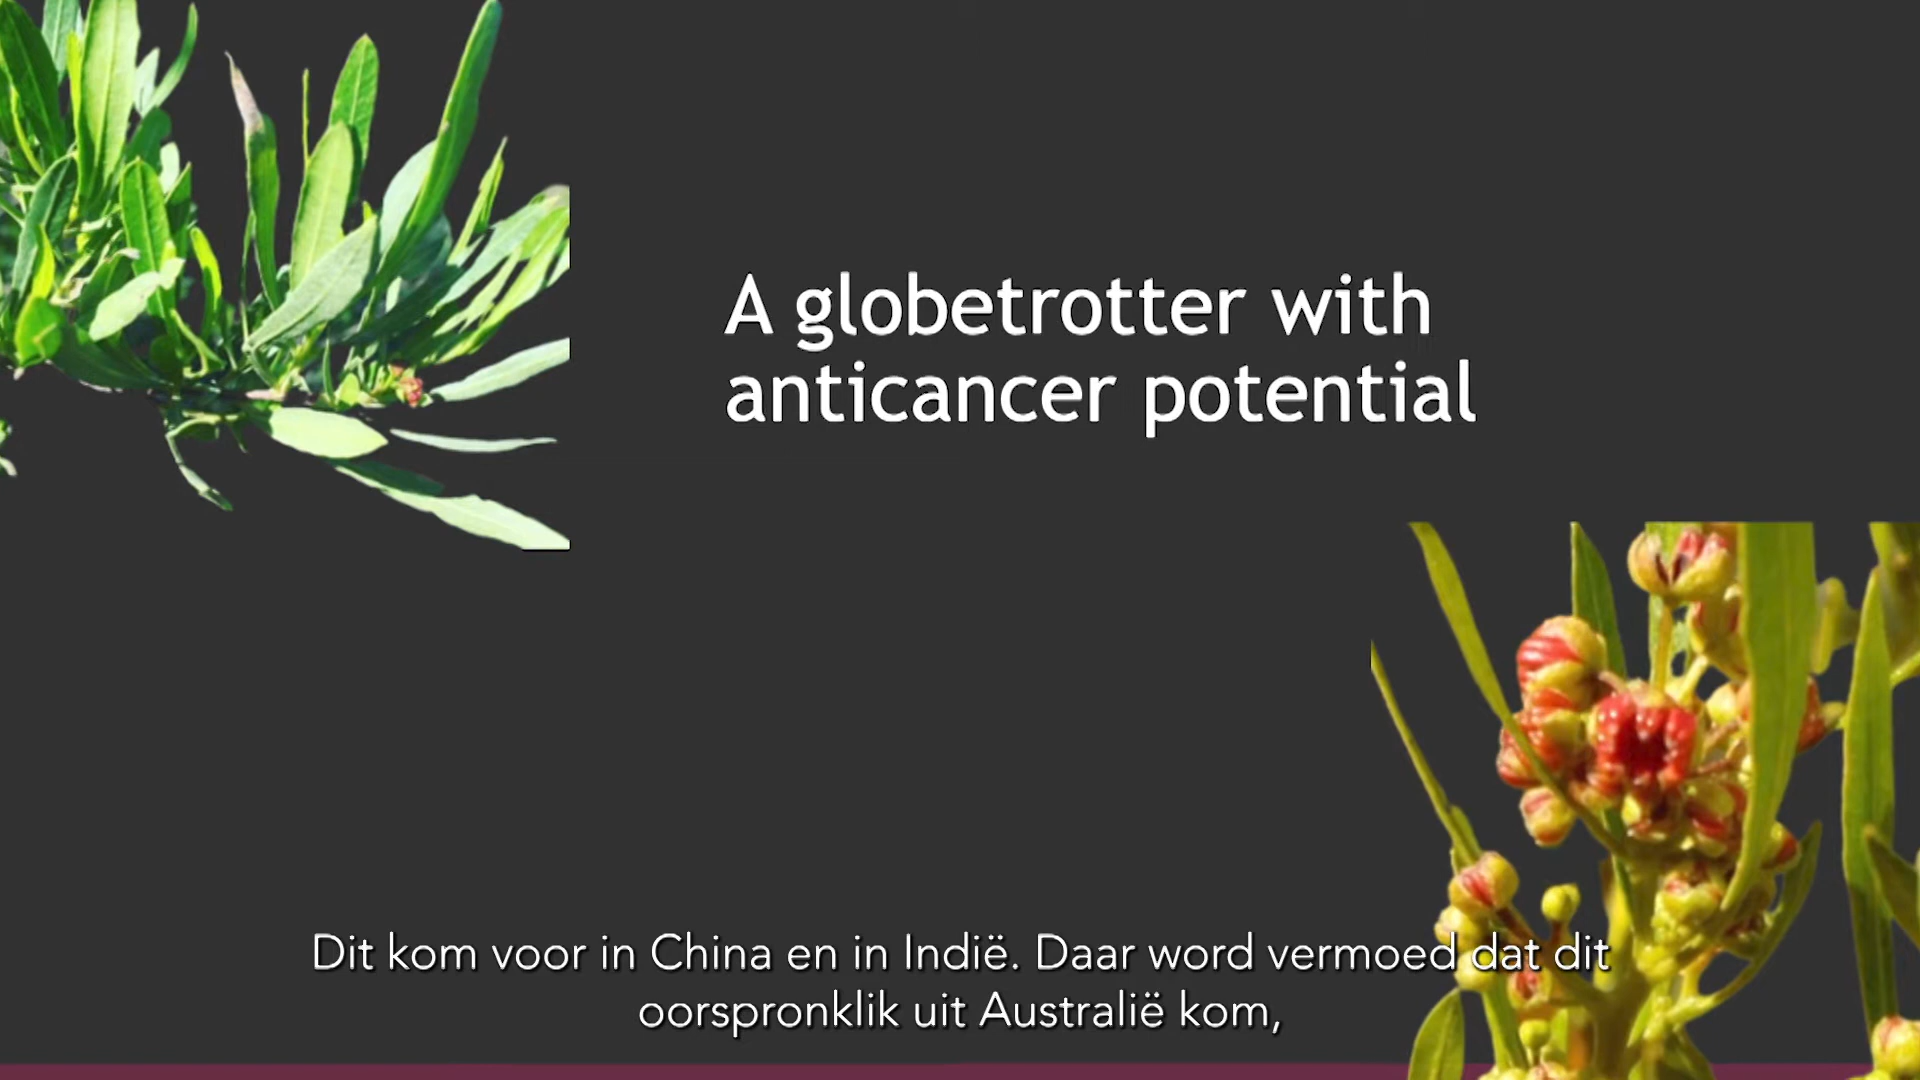 A globetrotter with
anticancer potential
Dit kom voor in China en in Indië. Daar word vermoed dat dit
oorspronklik uit Australië kom,